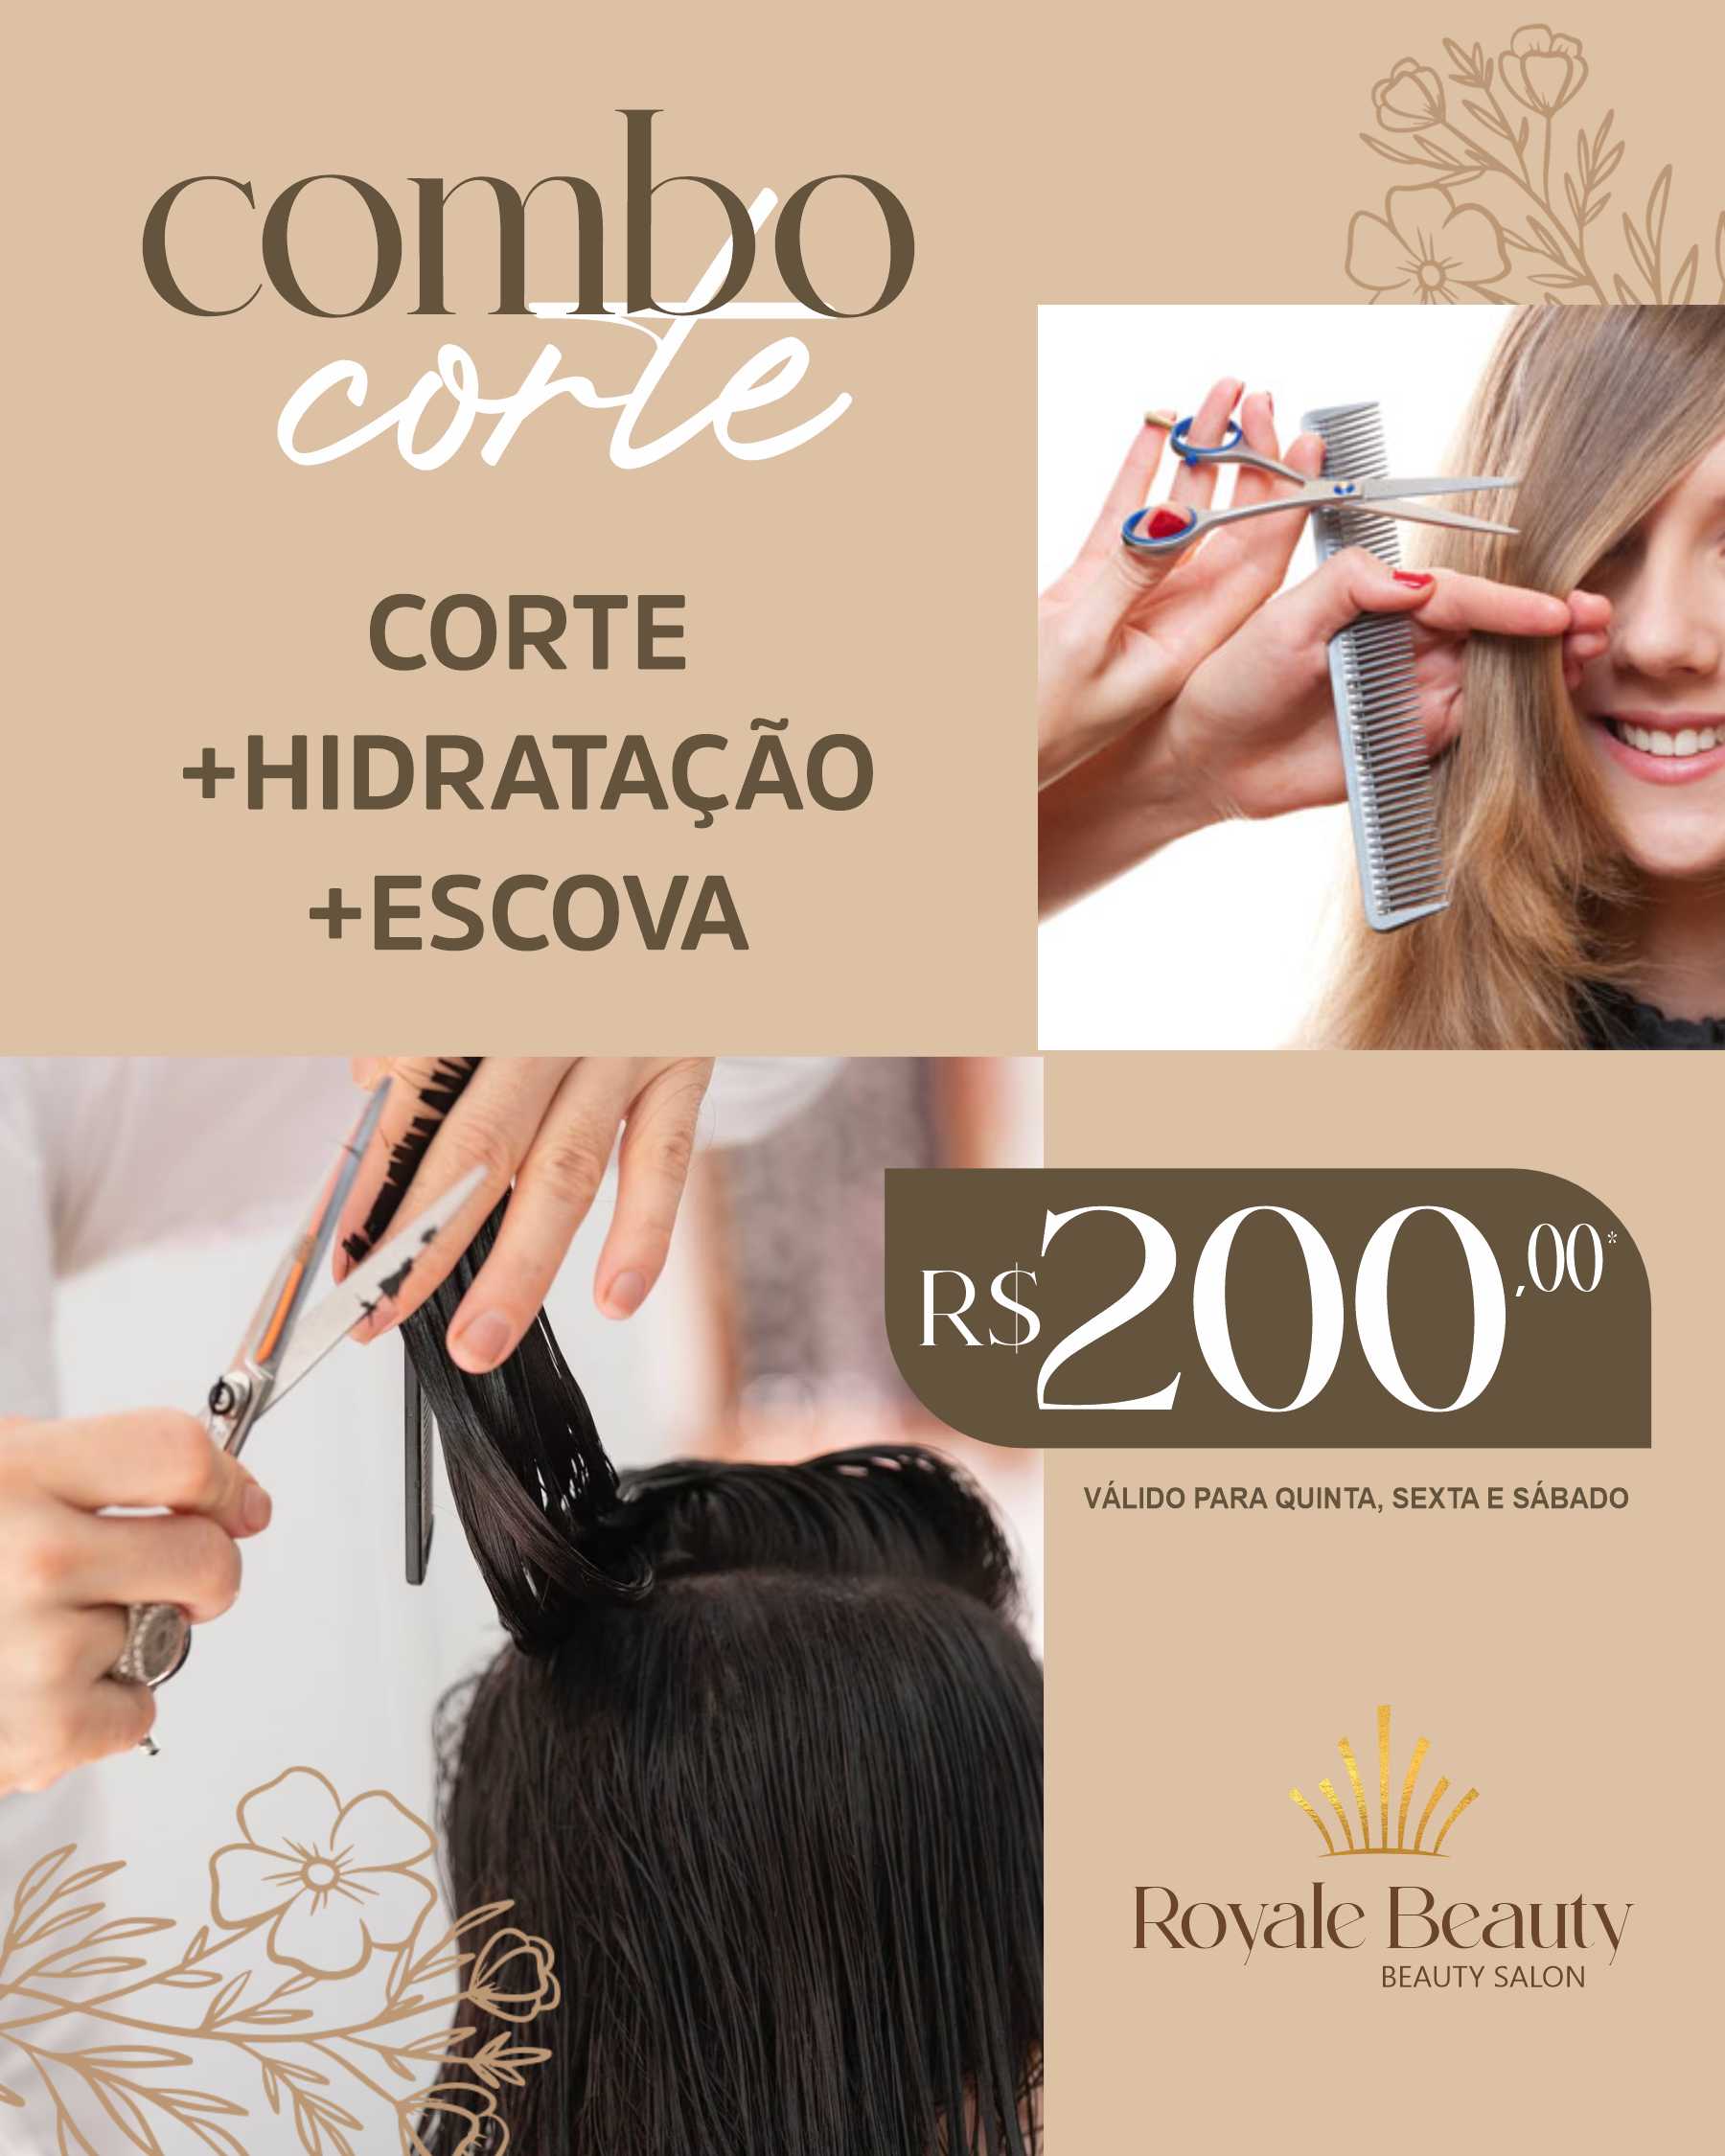 combo
corte
CORTE
+HIDRATAÇÃO
+ESCOVA
R$200,00*
VÁLIDO PARA QUINTA, SEXTA E SÁBADO
Royale Beauty
BEAUTY SALON